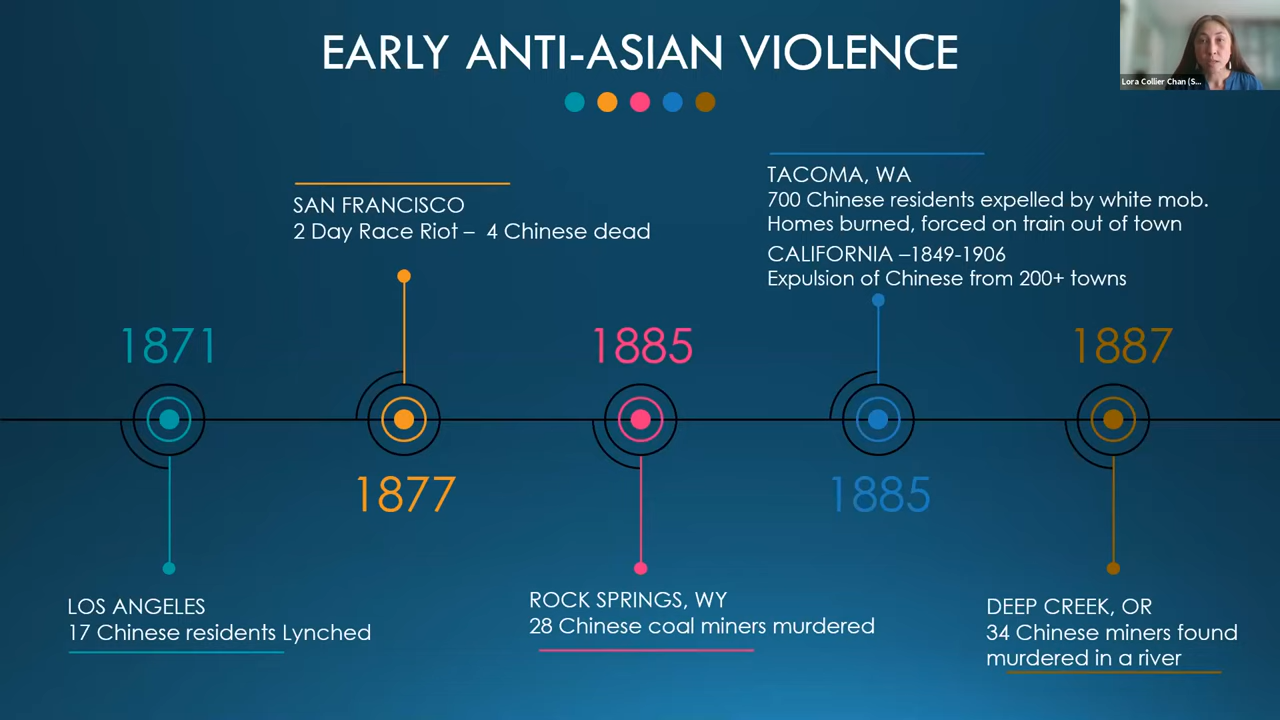 EARLY ANTI-ASIAN VIOLENCE
Lora Collier Chan (S...
SAN FRANCISCO
2 Day Race Riot – 4 Chinese dead
TACOMA, WA
700 Chinese residents expelled by white mob.
Homes burned, forced on train out of town
CALIFORNIA –1849-1906
Expulsion of Chinese from 200+ towns
1871
1885
1887
1877
1885
LOS ANGELES
17 Chinese residents Lynched
ROCK SPRINGS, WY
28 Chinese coal miners murdered
DEEP CREEK, OR
34 Chinese miners found
murdered in a river